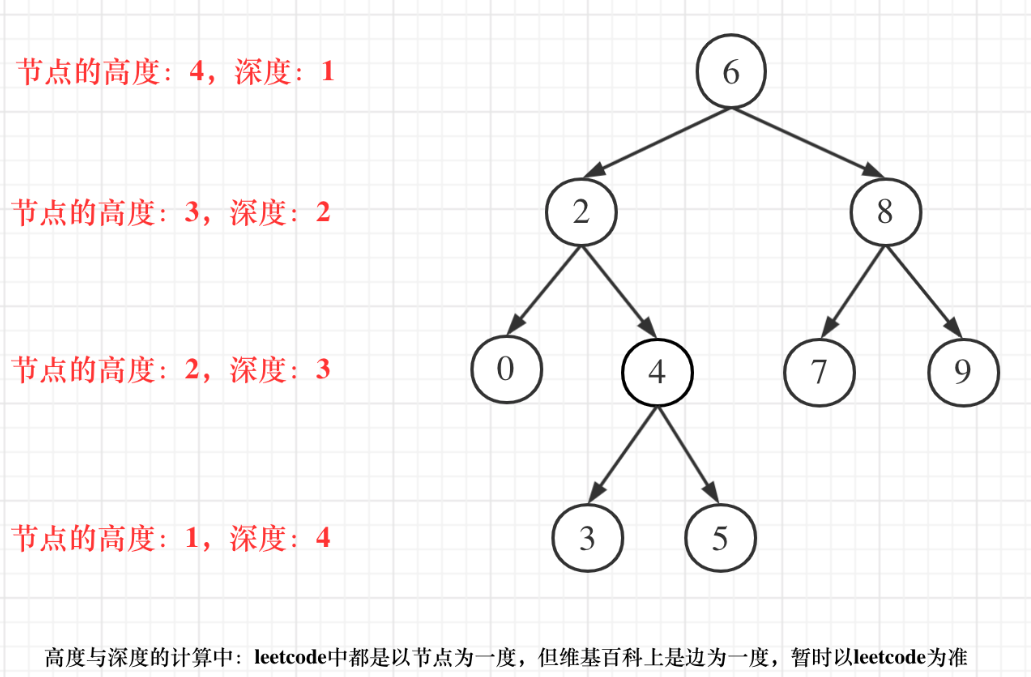 节点的高度：4，深度：1
6
节点的高度：3，深度：2
2
8
节点的高度：2，深度：3
0
4
7
9
节点的高度：1，深度：4
3
5
高度与深度的计算中：leetcode中都是以节点为一度，但维基百科上是边为一度，暂时以leetcode为准